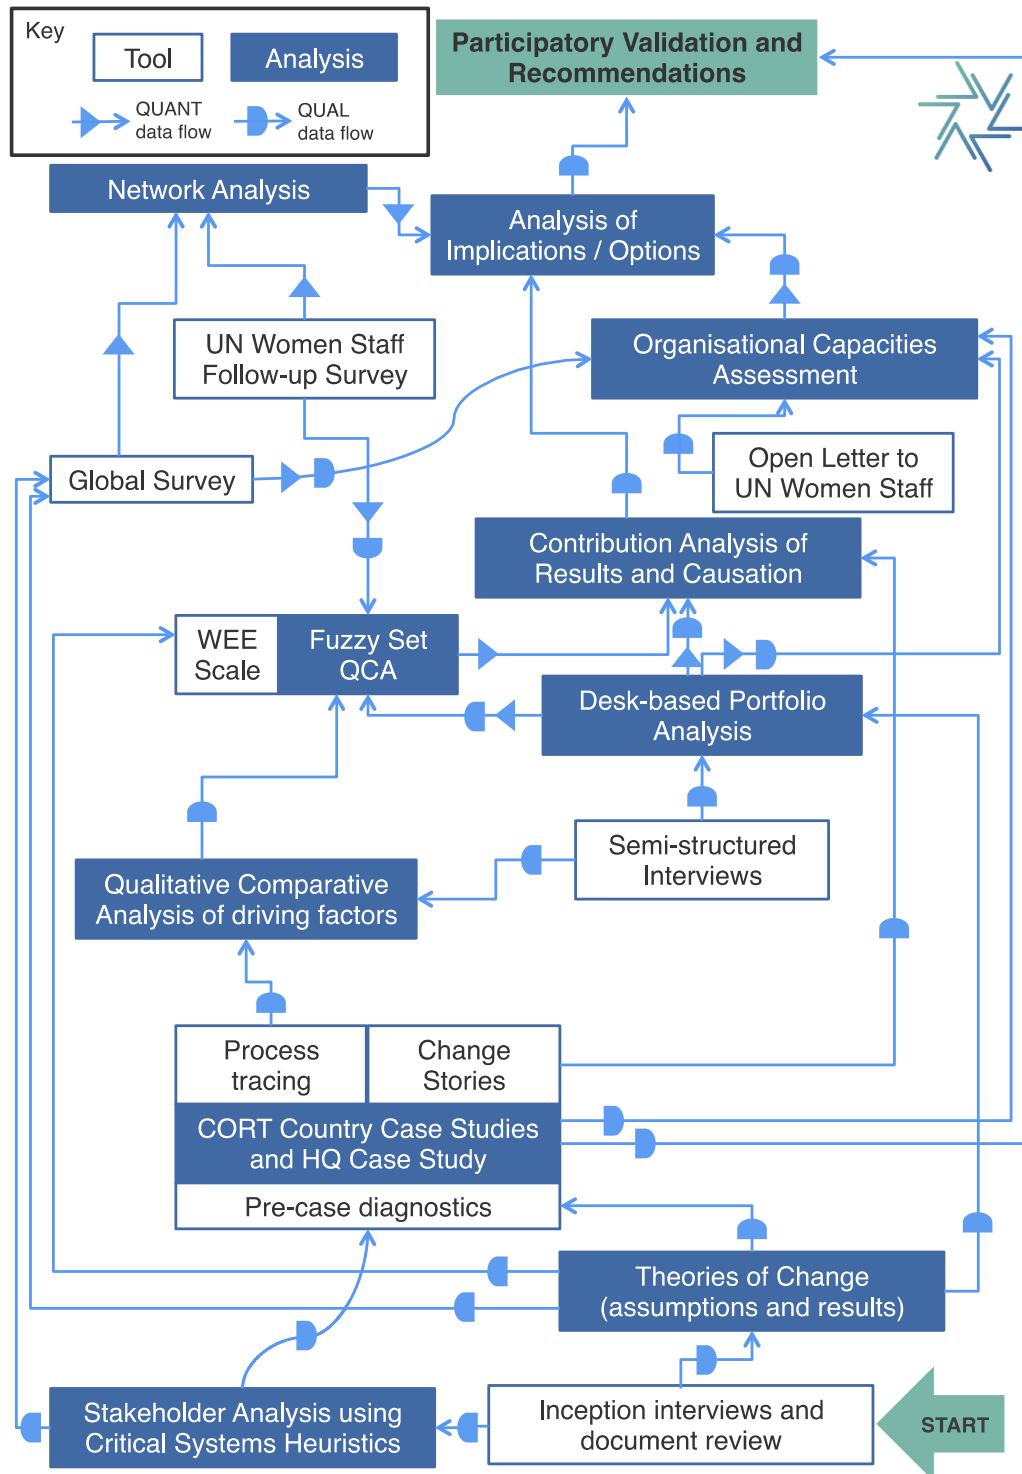 Key
Tool
Analysis
QUANT
data flow
QUAL
data flow
Participatory Validation and
Recommendations
Network Analysis
Analysis of
Implications / Options
UN Women Staff
Follow-up Survey
Organisational Capacities
Assessment
Global Survey
Open Letter to
UN Women Staff
Contribution Analysis of
Results and Causation
WEE
Scale
Fuzzy Set
QCA
Desk-based Portfolio
Analysis
Semi-structured
Interviews
Qualitative Comparative
Analysis of driving factors
Process
tracing
Change
Stories
CORT Country Case Studies
and HQ Case Study
Pre-case diagnostics
Theories of Change
(assumptions and results)
Stakeholder Analysis using
Critical Systems Heuristics
Inception interviews and
document review
START